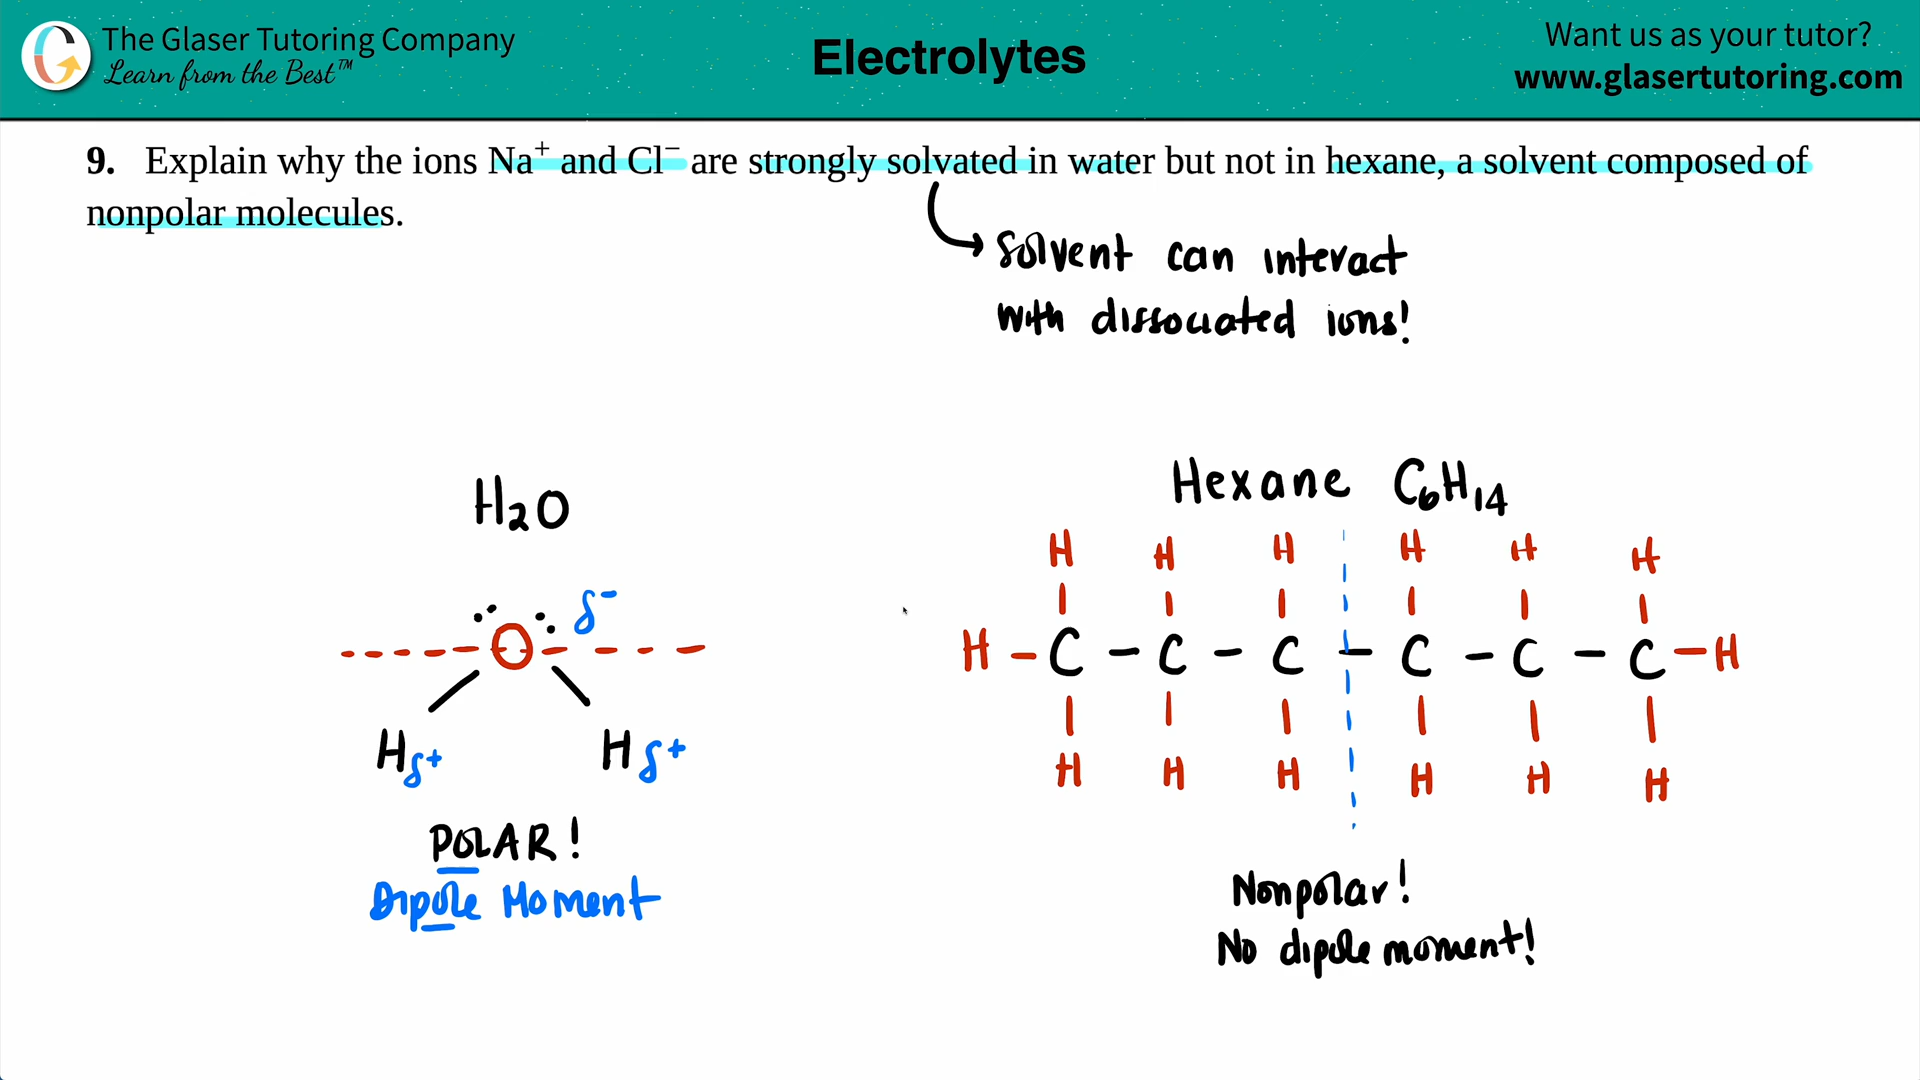 The Glaser Tutoring Company
Learn from the Best™
Electrolytes
Want us as your tutor?
www.glasertutoring.com
9. Explain why the ions Na⁺ and Cl⁻ are strongly solvated in water but not in hexane, a solvent composed of
nonpolar molecules.
Solvent can interact
with dissociated ions!
H₂O
δ⁻
O
H δ⁺ H δ⁺
POLAR!
Dipole Moment
Hexane C₆H₁₄
H H H H H H
H – C – C – C – C – C – C – H
H H H H H H
Nonpolar!
No dipole moment!